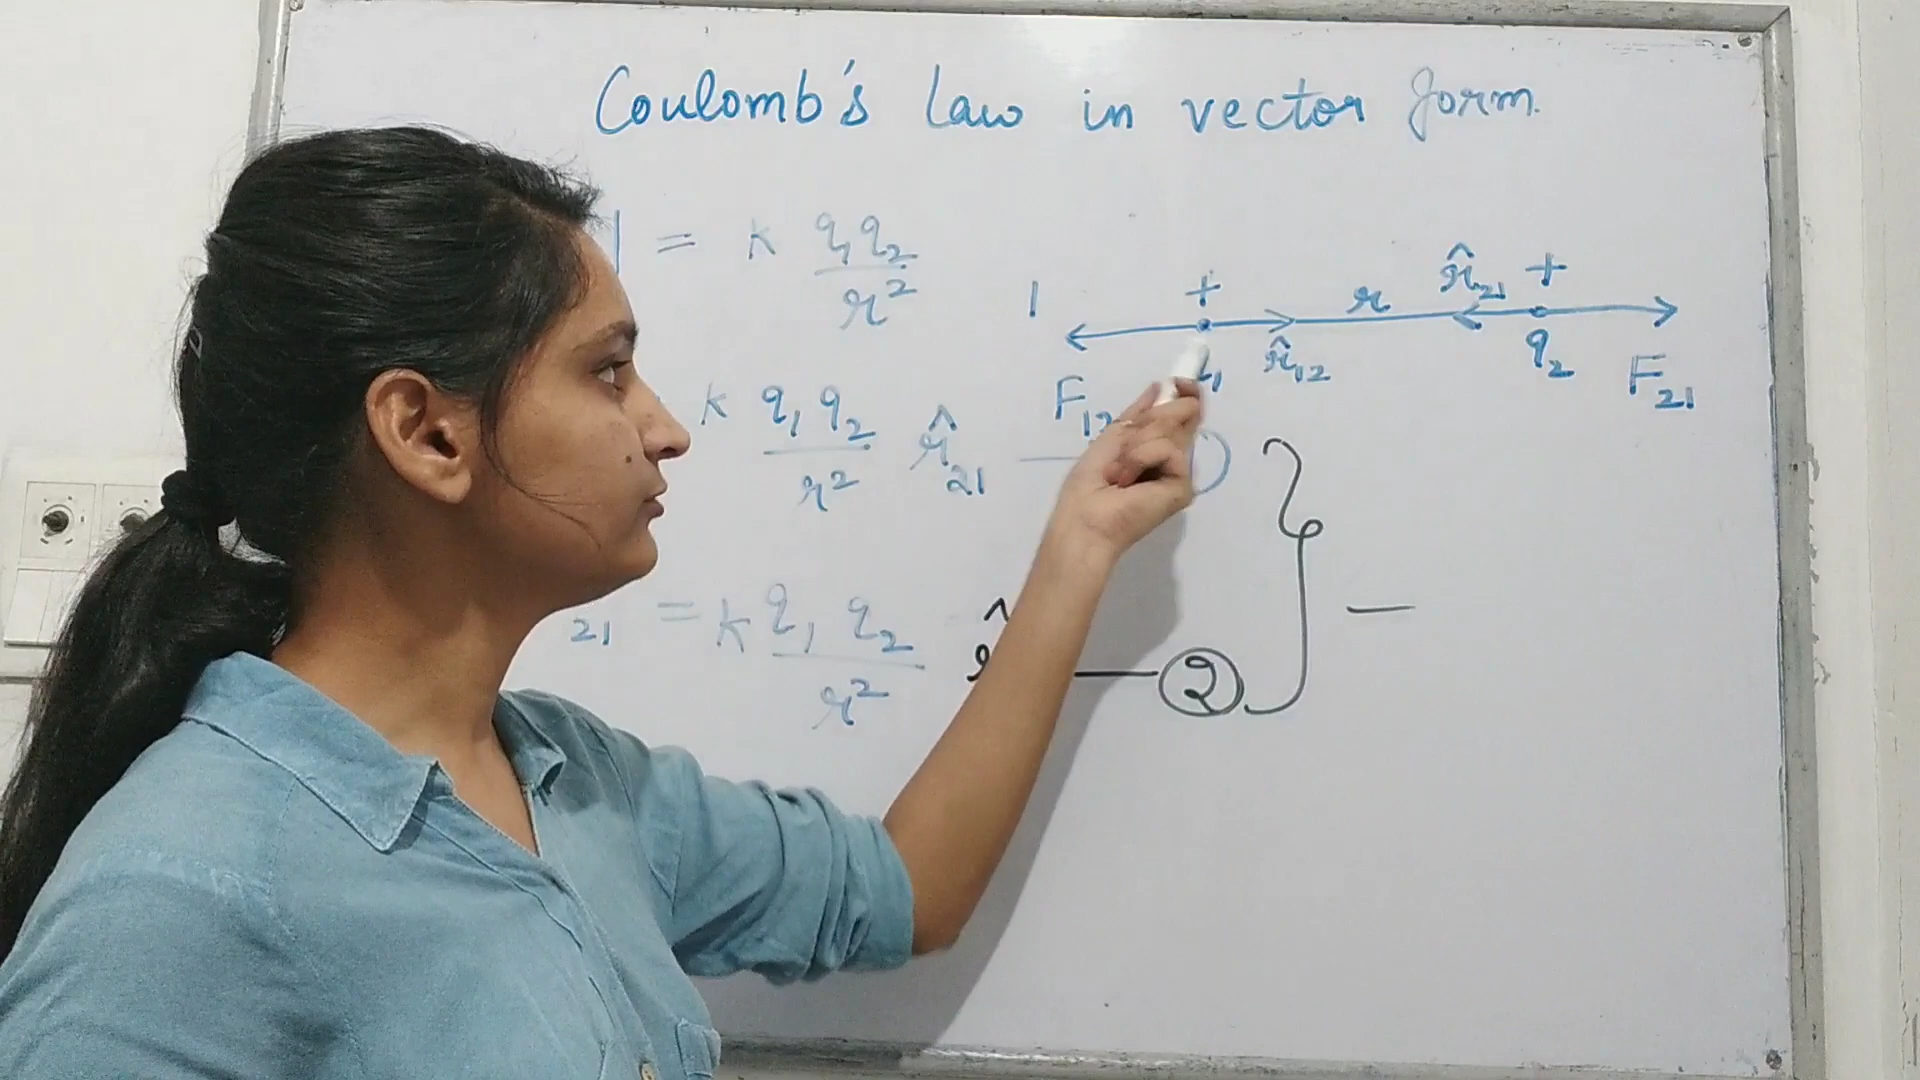 Coulomb's law in vector form.
| = k q₁q₂ / r²
+ r r̂₂₁ +
r̂₁₂ q₂
F₁₂ F₂₁
k q₁ q₂ / r² r̂₂₁ —
₂₁ = k q₁ q₂ / r² — ②